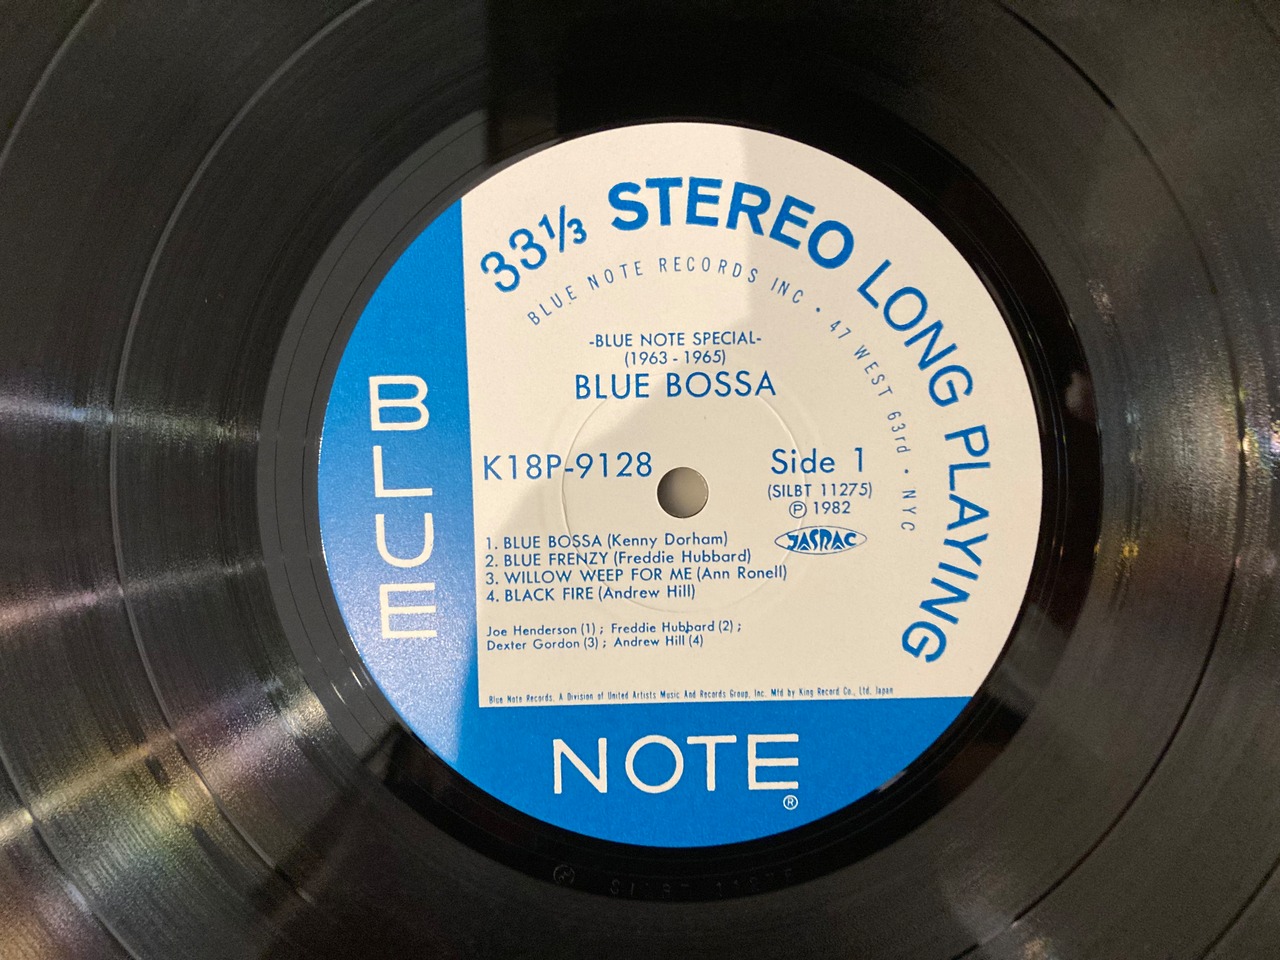 33⅓ STEREO LONG PLAYING
BLUE NOTE RECORDS INC • 47 WEST 63rd • NYC
-BLUE NOTE SPECIAL-
(1963 - 1965)
BLUE BOSSA
K18P-9128
Side 1
(SILBT 11275)
Ⓟ 1982
JASRAC
1. BLUE BOSSA (Kenny Dorham)
2. BLUE FRENZY (Freddie Hubbard)
3. WILLOW WEEP FOR ME (Ann Ronell)
4. BLACK FIRE (Andrew Hill)
Joe Henderson (1) ; Freddie Hubbard (2) ;
Dexter Gordon (3) ; Andrew Hill (4)
Blue Note Records, A Division of United Artists Music And Records Group, Inc. Mfd by King Record Co., Ltd. Japan
BLUE
NOTE
®